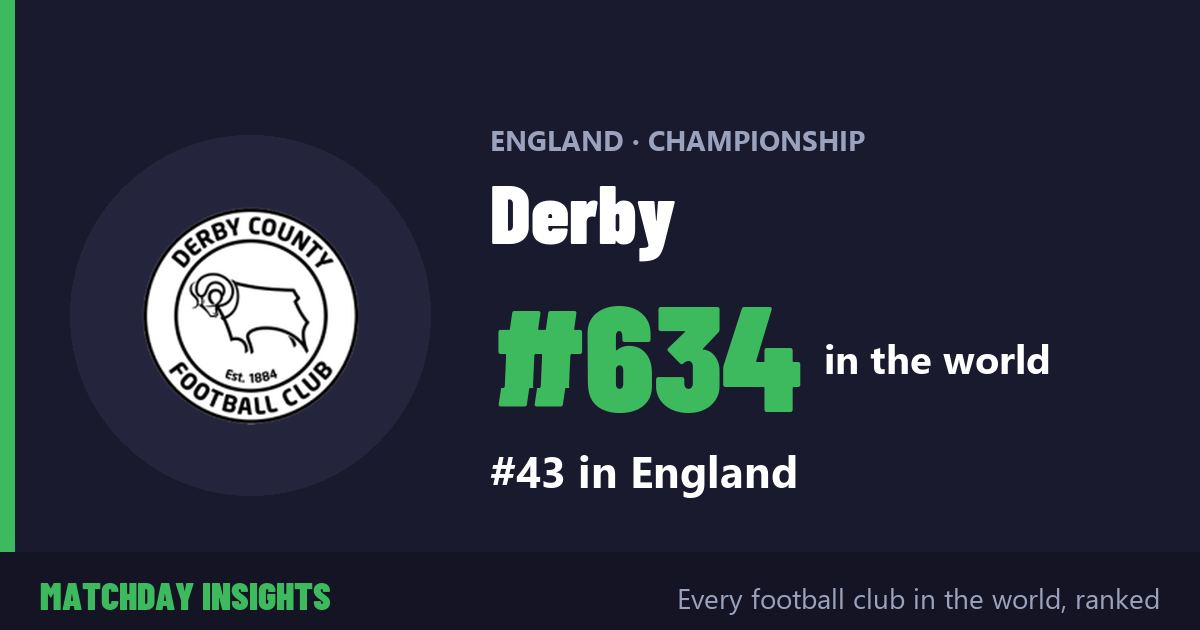 DERBY COUNTY
Est. 1884
FOOTBALL CLUB
ENGLAND · CHAMPIONSHIP
Derby
#634 in the world
#43 in England
MATCHDAY INSIGHTS
Every football club in the world, ranked